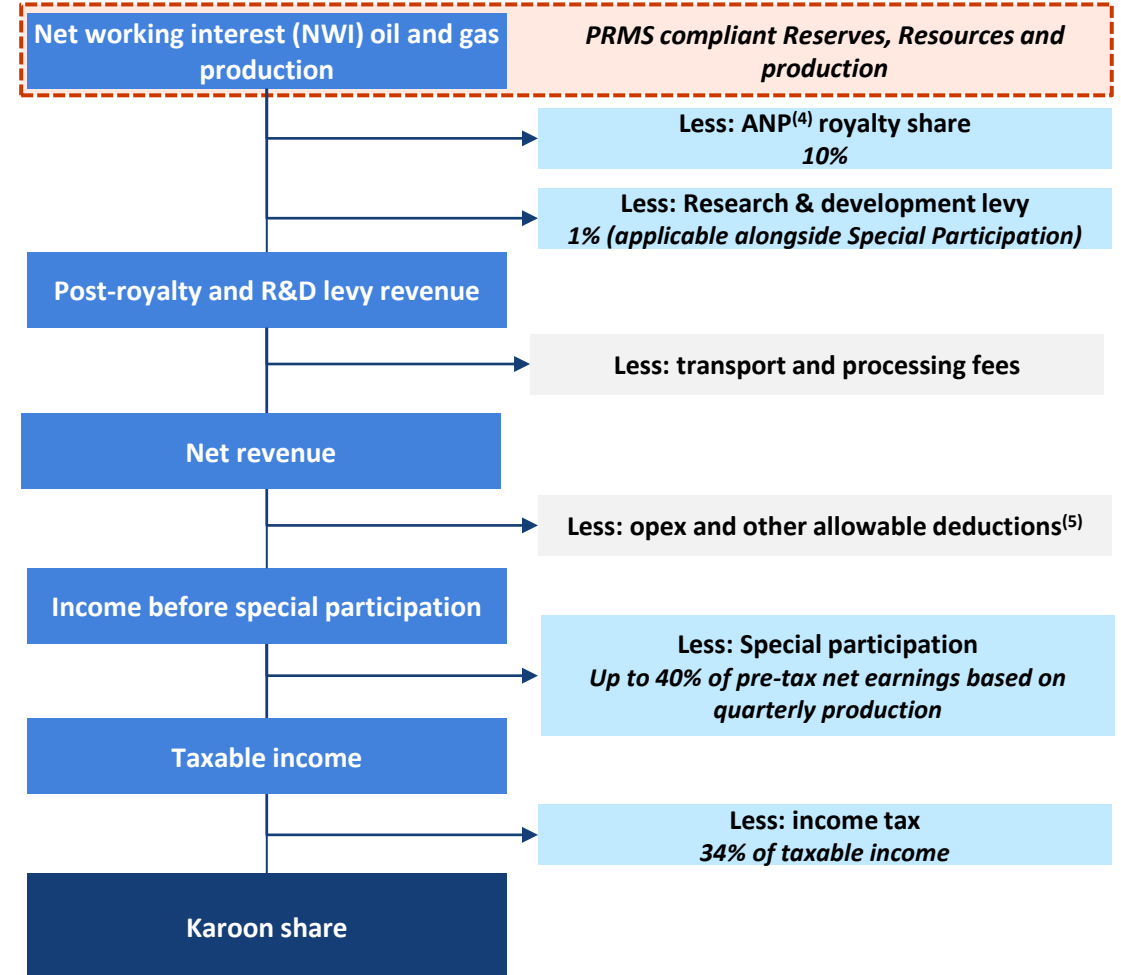 Net working interest (NWI) oil and gas
production
PRMS compliant Reserves, Resources and
production
Less: ANP(4) royalty share
10%
Less: Research & development levy
1% (applicable alongside Special Participation)
Post-royalty and R&D levy revenue
Less: transport and processing fees
Net revenue
Less: opex and other allowable deductions(5)
Income before special participation
Less: Special participation
Up to 40% of pre-tax net earnings based on
quarterly production
Taxable income
Less: income tax
34% of taxable income
Karoon share